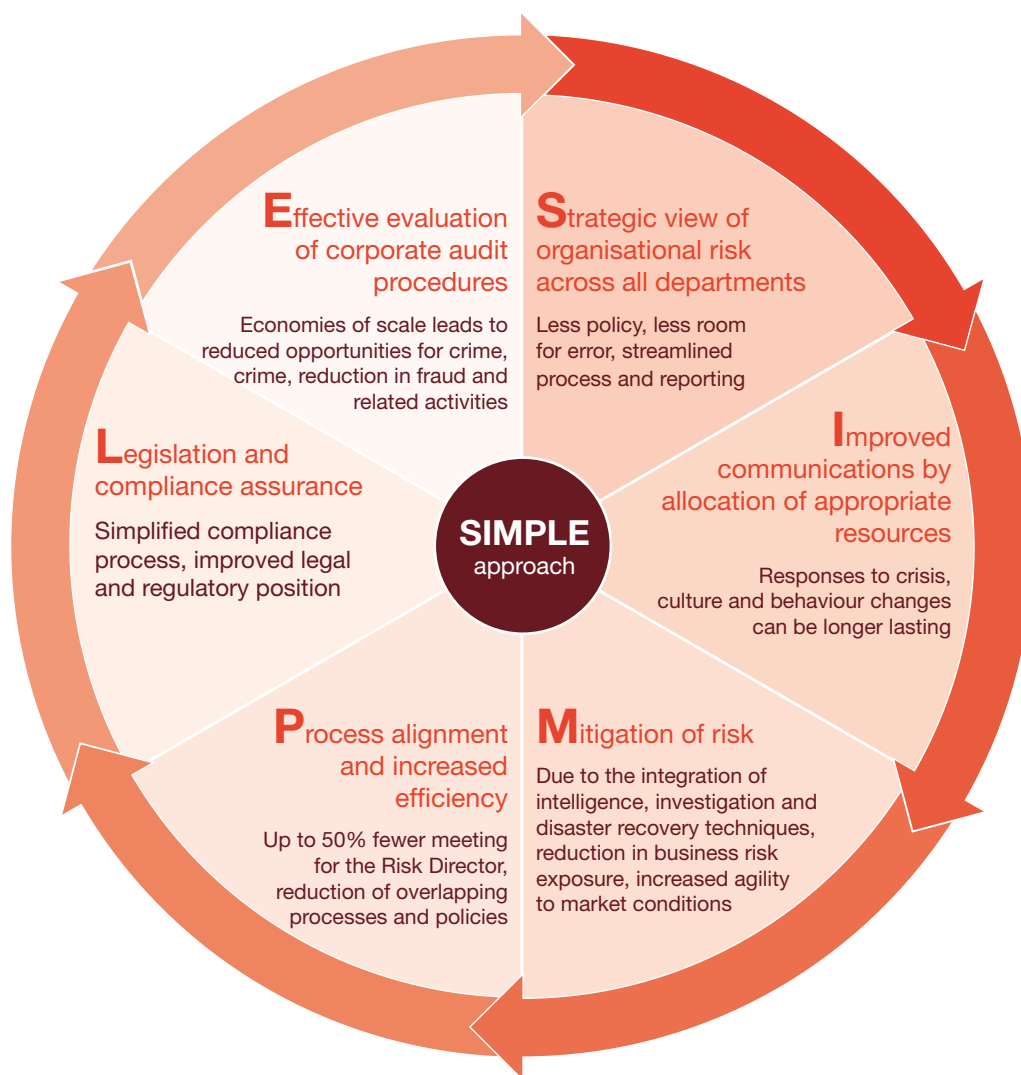 Effective evaluation
of corporate audit
procedures
Economies of scale leads to
reduced opportunities for crime,
crime, reduction in fraud and
related activities
Strategic view of
organisational risk
across all departments
Less policy, less room
for error, streamlined
process and reporting
Legislation and
compliance assurance
Simplified compliance
process, improved legal
and regulatory position
SIMPLE
approach
Improved
communications by
allocation of appropriate
resources
Responses to crisis,
culture and behaviour changes
can be longer lasting
Process alignment
and increased
efficiency
Up to 50% fewer meeting
for the Risk Director,
reduction of overlapping
processes and policies
Mitigation of risk
Due to the integration of
intelligence, investigation and
disaster recovery techniques,
reduction in business risk
exposure, increased agility
to market conditions